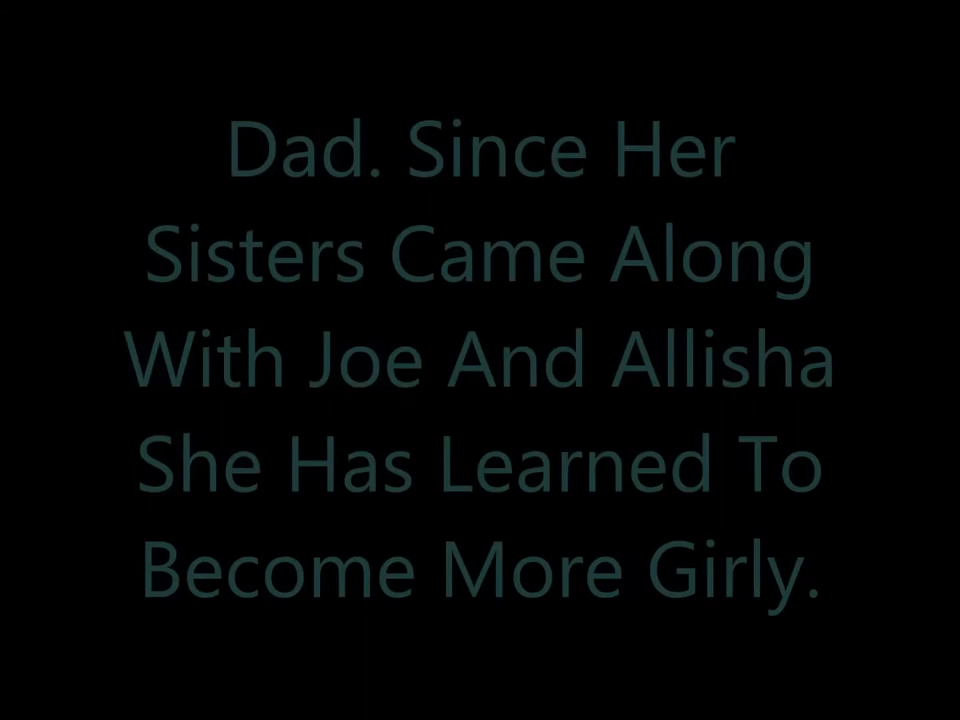 Dad. Since Her
Sisters Came Along
With Joe And Allisha
She Has Learned To
Become More Girly.